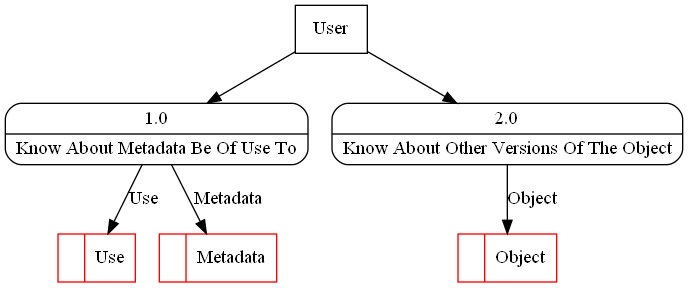 User
1.0
Know About Metadata Be Of Use To
2.0
Know About Other Versions Of The Object
Use
Metadata
Object
Use
Metadata
Object